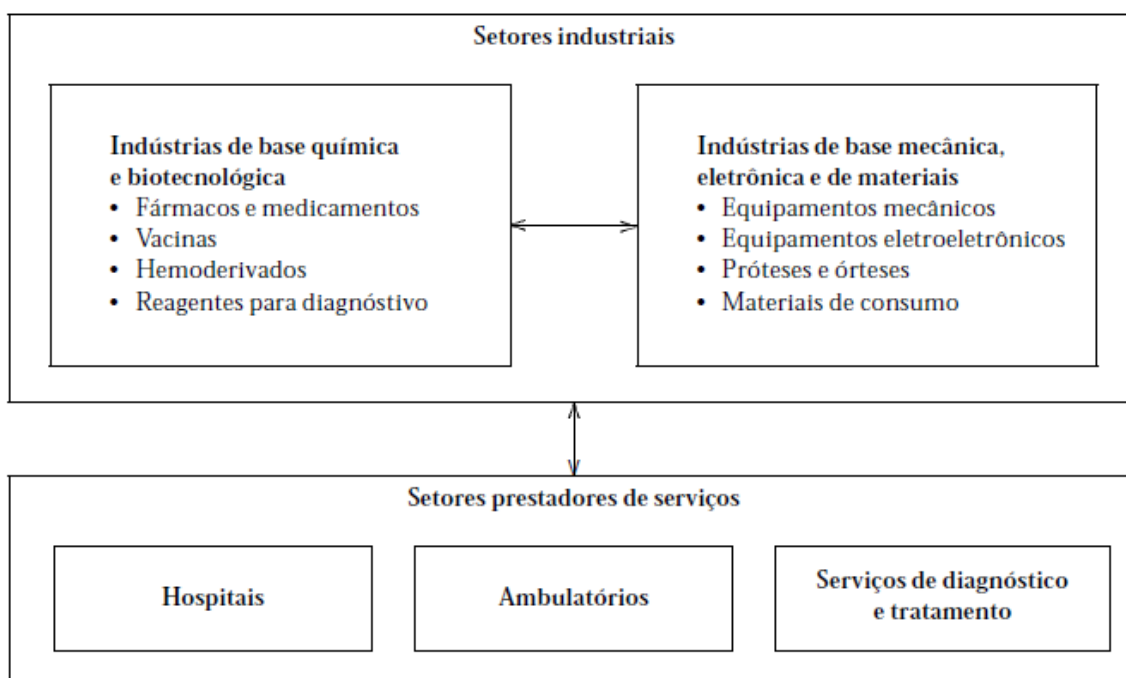 Setores industriais
Indústrias de base química
e biotecnológica
• Fármacos e medicamentos
• Vacinas
• Hemoderivados
• Reagentes para diagnóstivo
Indústrias de base mecânica,
eletrônica e de materiais
• Equipamentos mecânicos
• Equipamentos eletroeletrônicos
• Próteses e órteses
• Materiais de consumo
Setores prestadores de serviços
Hospitais
Ambulatórios
Serviços de diagnóstico
e tratamento